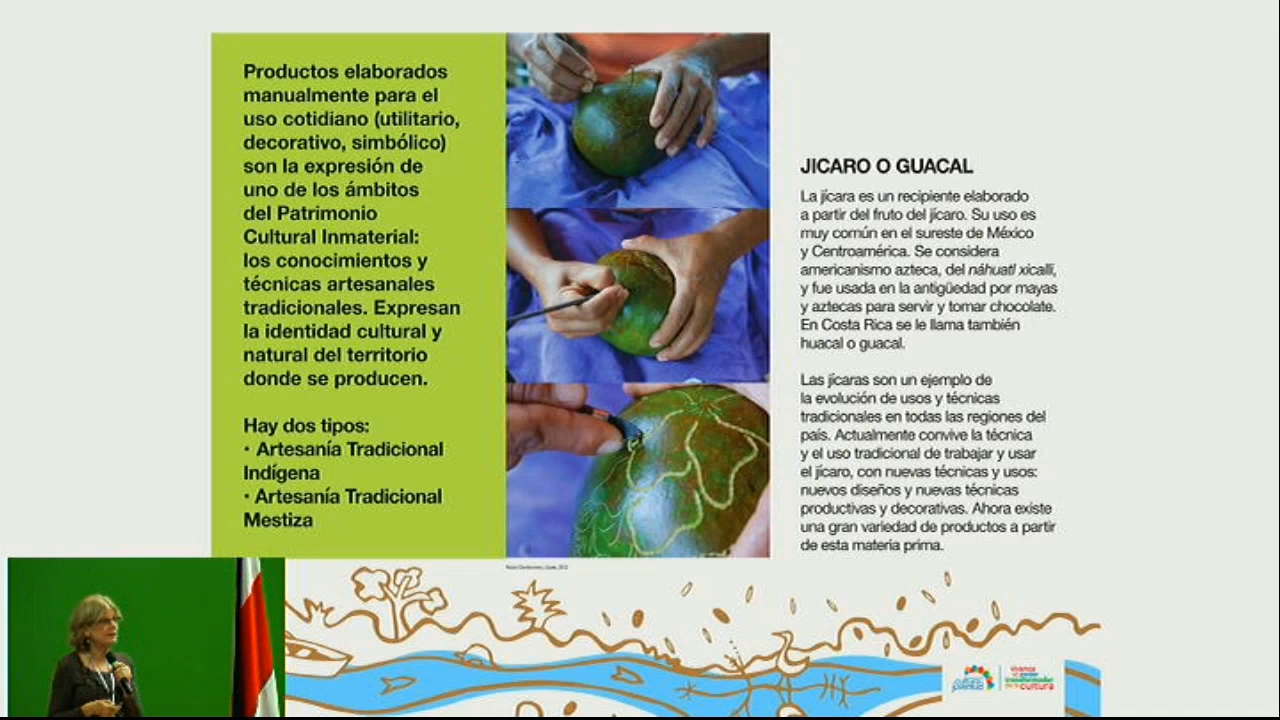 Productos elaborados
manualmente para el
uso cotidiano (utilitario,
decorativo, simbólico)
son la expresión de
uno de los ámbitos
del Patrimonio
Cultural Inmaterial:
los conocimientos y
técnicas artesanales
tradicionales. Expresan
la identidad cultural y
natural del territorio
donde se producen.
Hay dos tipos:
• Artesanía Tradicional
Indígena
• Artesanía Tradicional
Mestiza
JICARO O GUACAL
La jícara es un recipiente elaborado
a partir del fruto del jícaro. Su uso es
muy común en el sureste de México
y Centroamérica. Se considera
americanismo azteca, del náhuatl xicalli,
y fue usada en la antigüedad por mayas
y aztecas para servir y tomar chocolate.
En Costa Rica se le llama también
huacal o guacal.
Las jícaras son un ejemplo de
la evolución de usos y técnicas
tradicionales en todas las regiones del
país. Actualmente convive la técnica
y el uso tradicional de trabajar y usar
el jícaro, con nuevas técnicas y usos:
nuevos diseños y nuevas técnicas
productivas y decorativas. Ahora existe
una gran variedad de productos a partir
de esta materia prima.
cultura
juventud
transformador
cultura